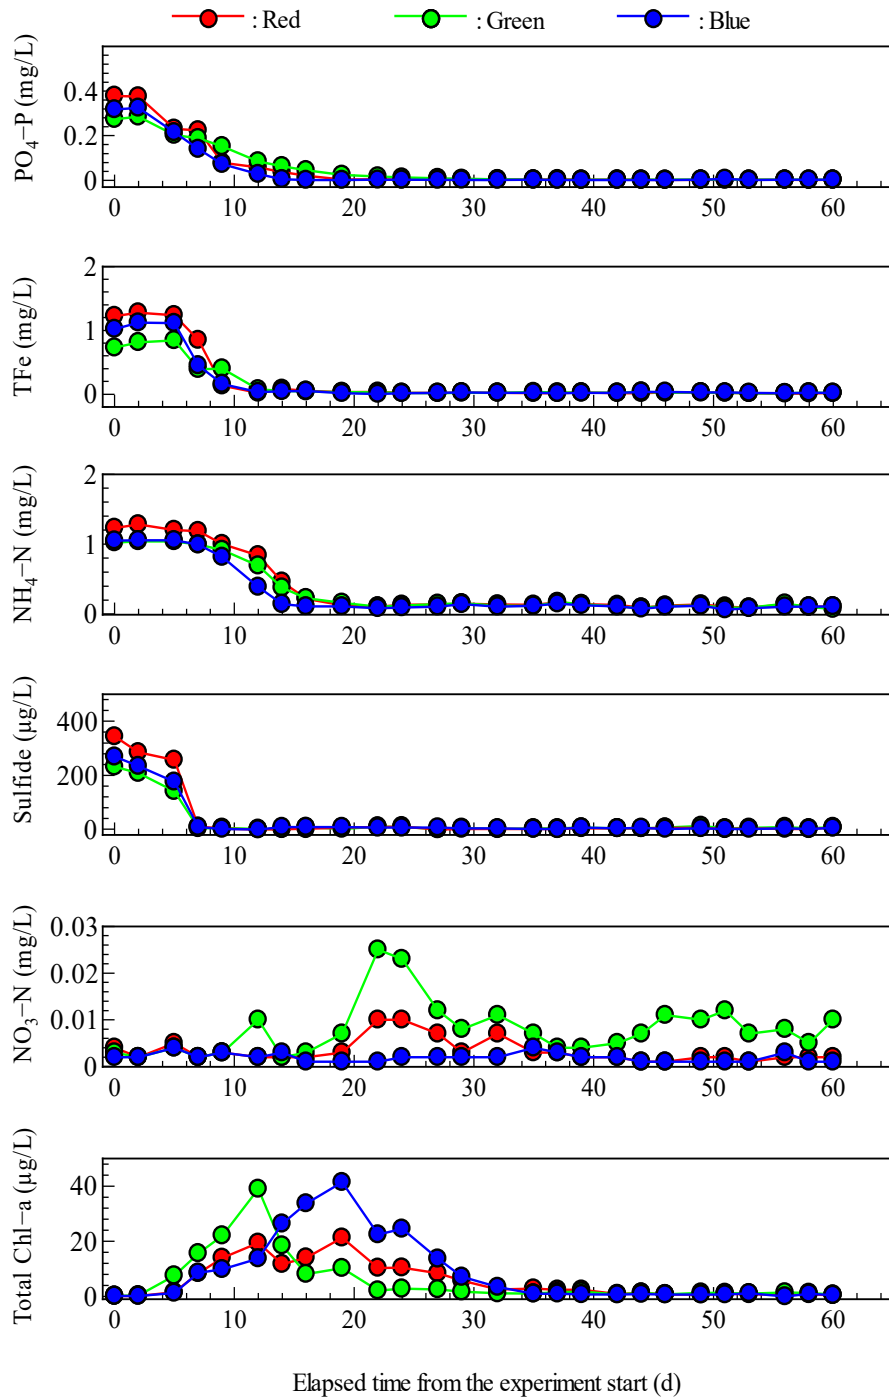 : Red : Green : Blue
PO4−P (mg/L)
0.4
0.2
0
0 10 20 30 40 50 60
TFe (mg/L)
2
1
0
0 10 20 30 40 50 60
NH4−N (mg/L)
2
1
0
0 10 20 30 40 50 60
Sulfide (μg/L)
400
200
0
0 10 20 30 40 50 60
NO3−N (mg/L)
0.03
0.02
0.01
0
0 10 20 30 40 50 60
Total Chl−a (μg/L)
40
20
0
0 10 20 30 40 50 60
Elapsed time from the experiment start (d)